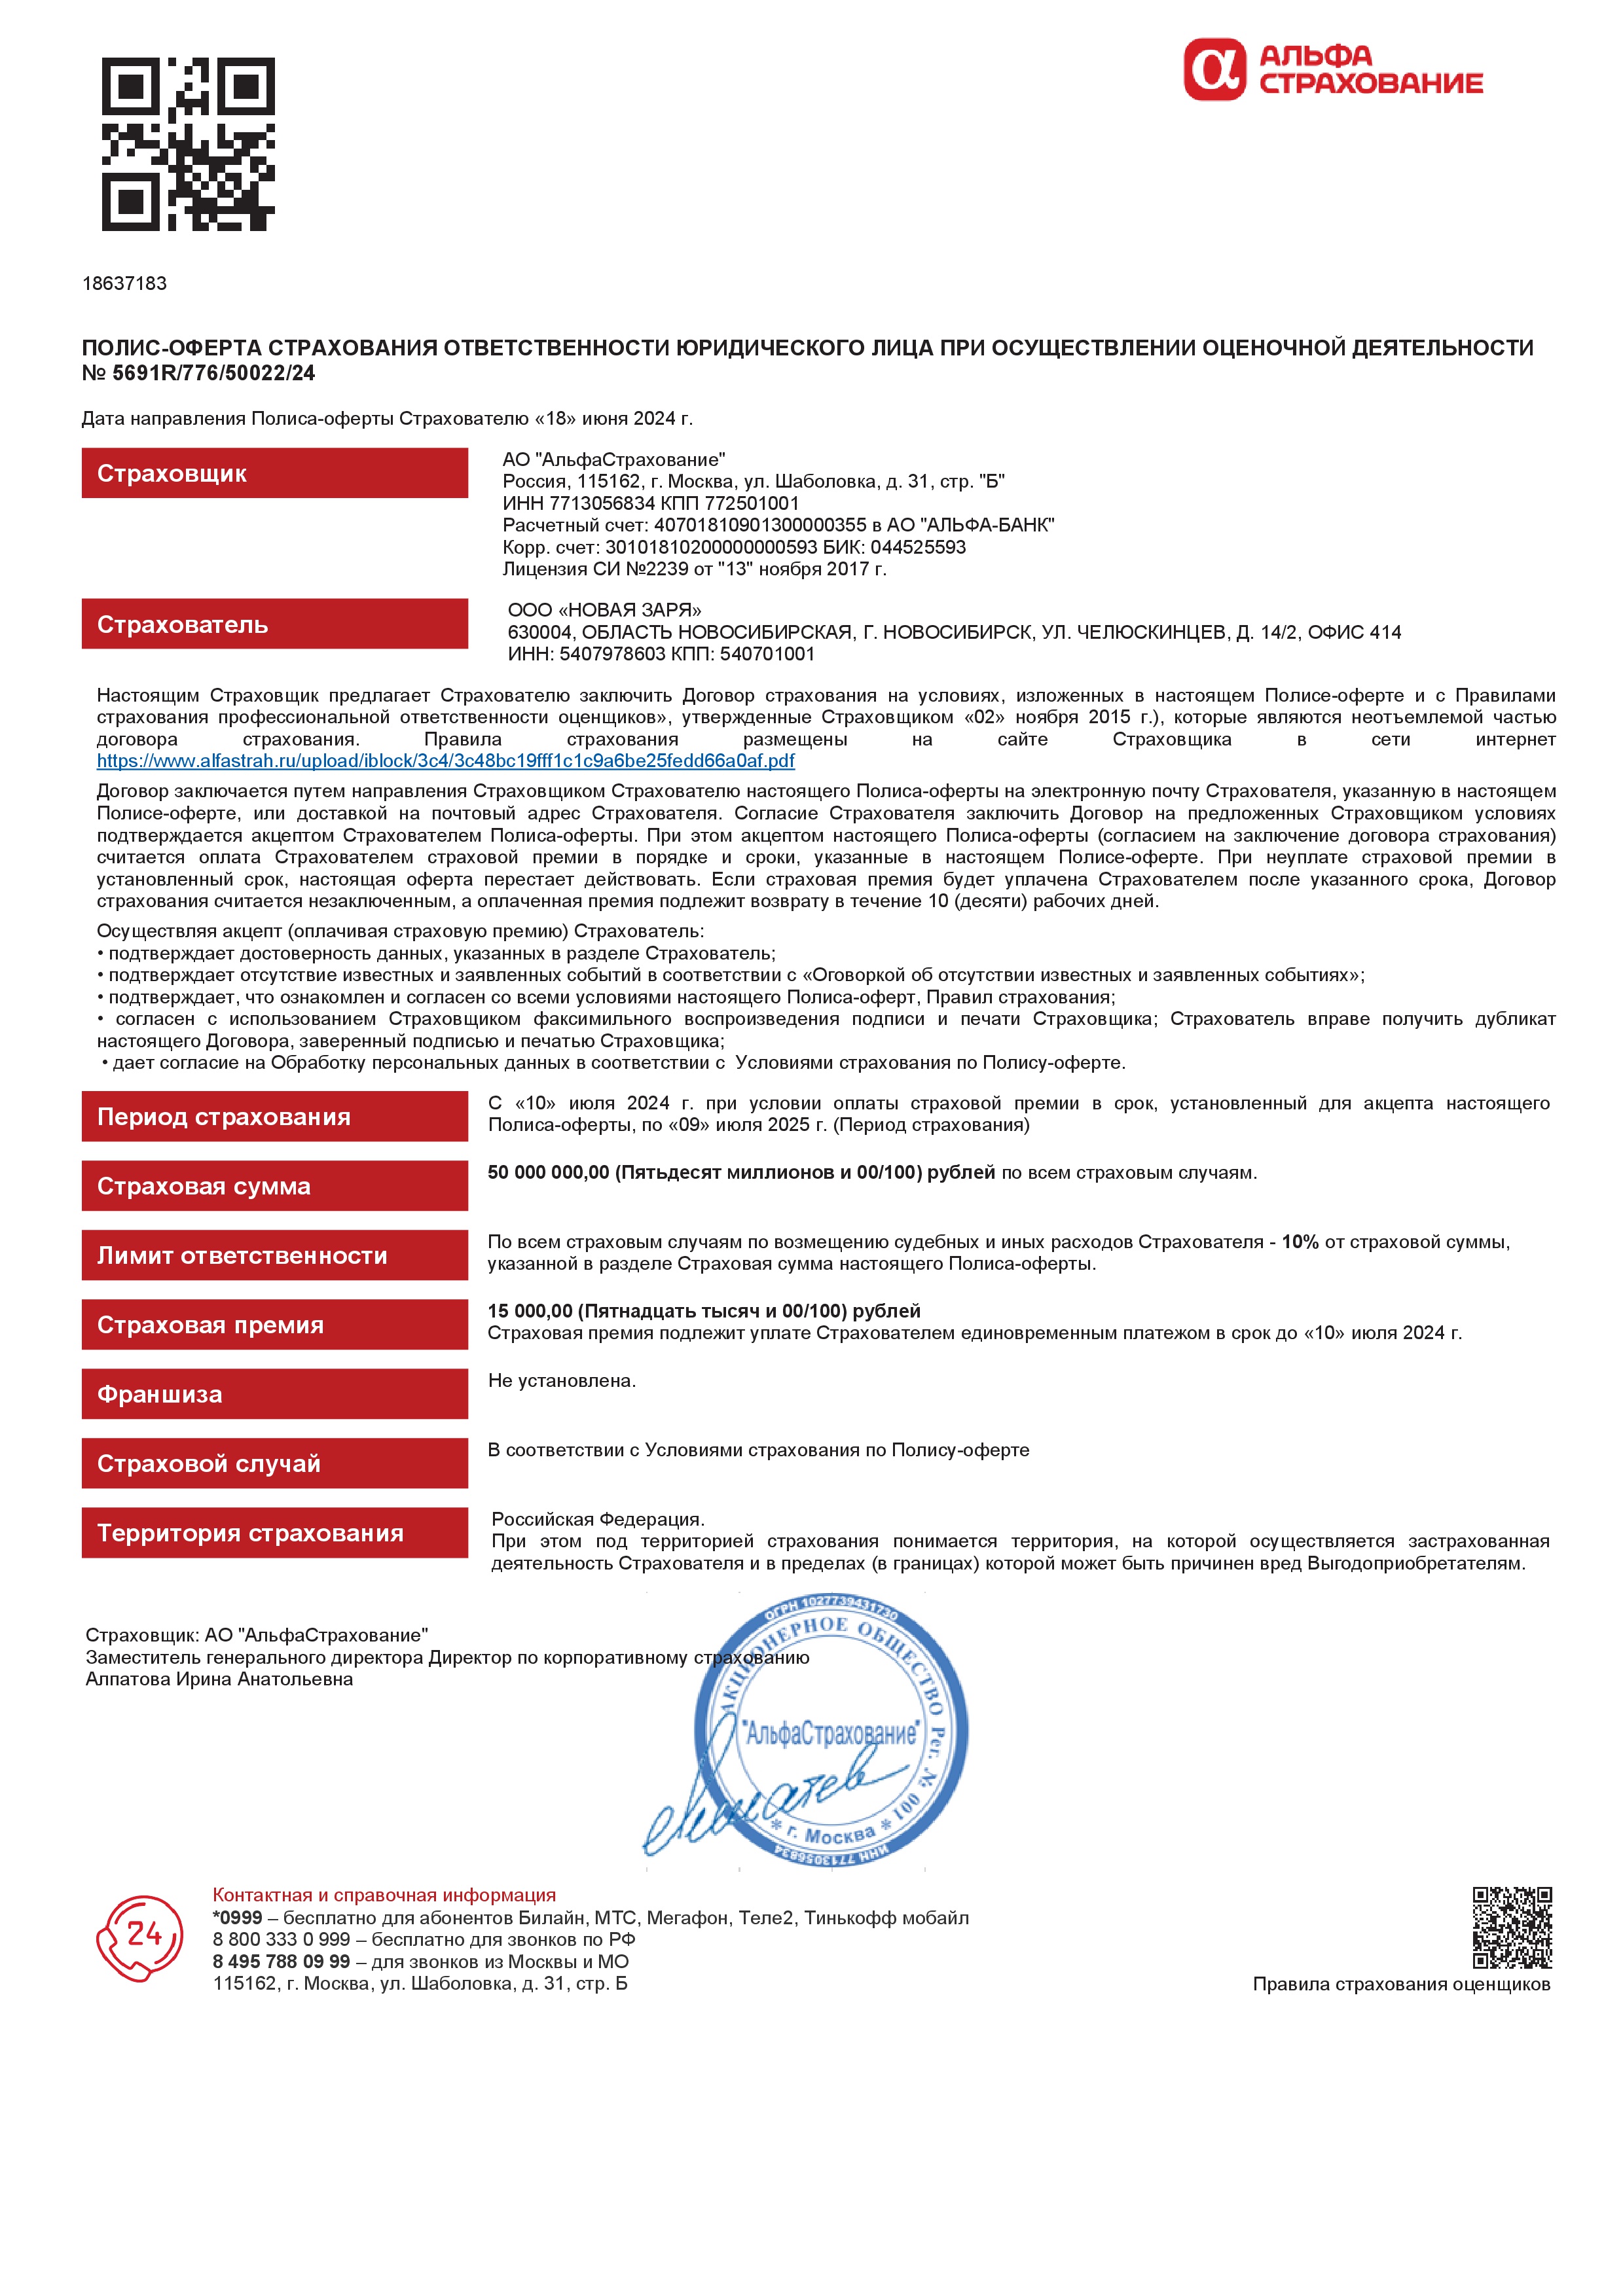 АЛЬФА
СТРАХОВАНИЕ
18637183
ПОЛИС-ОФЕРТА СТРАХОВАНИЯ ОТВЕТСТВЕННОСТИ ЮРИДИЧЕСКОГО ЛИЦА ПРИ ОСУЩЕСТВЛЕНИИ ОЦЕНОЧНОЙ ДЕЯТЕЛЬНОСТИ
№ 5691R/776/50022/24
Дата направления Полиса-оферты Страхователю «18» июня 2024 г.
Страховщик
АО "АльфаСтрахование"
Россия, 115162, г. Москва, ул. Шаболовка, д. 31, стр. "Б"
ИНН 7713056834 КПП 772501001
Расчетный счет: 40701810901300000355 в АО "АЛЬФА-БАНК"
Корр. счет: 30101810200000000593 БИК: 044525593
Лицензия СИ №2239 от "13" ноября 2017 г.
Страхователь
ООО «НОВАЯ ЗАРЯ»
630004, ОБЛАСТЬ НОВОСИБИРСКАЯ, Г. НОВОСИБИРСК, УЛ. ЧЕЛЮСКИНЦЕВ, Д. 14/2, ОФИС 414
ИНН: 5407978603 КПП: 540701001
Настоящим Страховщик предлагает Страхователю заключить Договор страхования на условиях, изложенных в настоящем Полисе-оферте и с Правилами
страхования профессиональной ответственности оценщиков», утвержденные Страховщиком «02» ноября 2015 г.), которые являются неотъемлемой частью
договора страхования. Правила страхования размещены на сайте Страховщика в сети интернет
https://www.alfastrah.ru/upload/iblock/3c4/3c48bc19fff1c1c9a6be25fedd66a0af.pdf
Договор заключается путем направления Страховщиком Страхователю настоящего Полиса-оферты на электронную почту Страхователя, указанную в настоящем
Полисе-оферте, или доставкой на почтовый адрес Страхователя. Согласие Страхователя заключить Договор на предложенных Страховщиком условиях
подтверждается акцептом Страхователем Полиса-оферты. При этом акцептом настоящего Полиса-оферты (согласием на заключение договора страхования)
считается оплата Страхователем страховой премии в порядке и сроки, указанные в настоящем Полисе-оферте. При неуплате страховой премии в
установленный срок, настоящая оферта перестает действовать. Если страховая премия будет уплачена Страхователем после указанного срока, Договор
страхования считается незаключенным, а оплаченная премия подлежит возврату в течение 10 (десяти) рабочих дней.
Осуществляя акцепт (оплачивая страховую премию) Страхователь:
• подтверждает достоверность данных, указанных в разделе Страхователь;
• подтверждает отсутствие известных и заявленных событий в соответствии с «Оговоркой об отсутствии известных и заявленных событиях»;
• подтверждает, что ознакомлен и согласен со всеми условиями настоящего Полиса-оферт, Правил страхования;
• согласен с использованием Страховщиком факсимильного воспроизведения подписи и печати Страховщика; Страхователь вправе получить дубликат
настоящего Договора, заверенный подписью и печатью Страховщика;
• дает согласие на Обработку персональных данных в соответствии с Условиями страхования по Полису-оферте.
Период страхования
С «10» июля 2024 г. при условии оплаты страховой премии в срок, установленный для акцепта настоящего
Полиса-оферты, по «09» июля 2025 г. (Период страхования)
Страховая сумма
50 000 000,00 (Пятьдесят миллионов и 00/100) рублей по всем страховым случаям.
Лимит ответственности
По всем страховым случаям по возмещению судебных и иных расходов Страхователя - 10% от страховой суммы,
указанной в разделе Страховая сумма настоящего Полиса-оферты.
Страховая премия
15 000,00 (Пятнадцать тысяч и 00/100) рублей
Страховая премия подлежит уплате Страхователем единовременным платежом в срок до «10» июля 2024 г.
Франшиза
Не установлена.
Страховой случай
В соответствии с Условиями страхования по Полису-оферте
Территория страхования
Российская Федерация.
При этом под территорией страхования понимается территория, на которой осуществляется застрахованная
деятельность Страхователя и в пределах (в границах) которой может быть причинен вред Выгодоприобретателям.
Страховщик: АО "АльфаСтрахование"
Заместитель генерального директора Директор по корпоративному страхованию
Алпатова Ирина Анатольевна
ОГРН 1027739431730
АКЦИОНЕРНОЕ ОБЩЕСТВО Рег. № 001
"АльфаСтрахование"
* г. Москва *
ИНН 7713056834
24
Контактная и справочная информация
*0999 – бесплатно для абонентов Билайн, МТС, Мегафон, Теле2, Тинькофф мобайл
8 800 333 0 999 – бесплатно для звонков по РФ
8 495 788 0 99 – для звонков из Москвы и МО
115162, г. Москва, ул. Шаболовка, д. 31, стр. Б
Правила страхования оценщиков